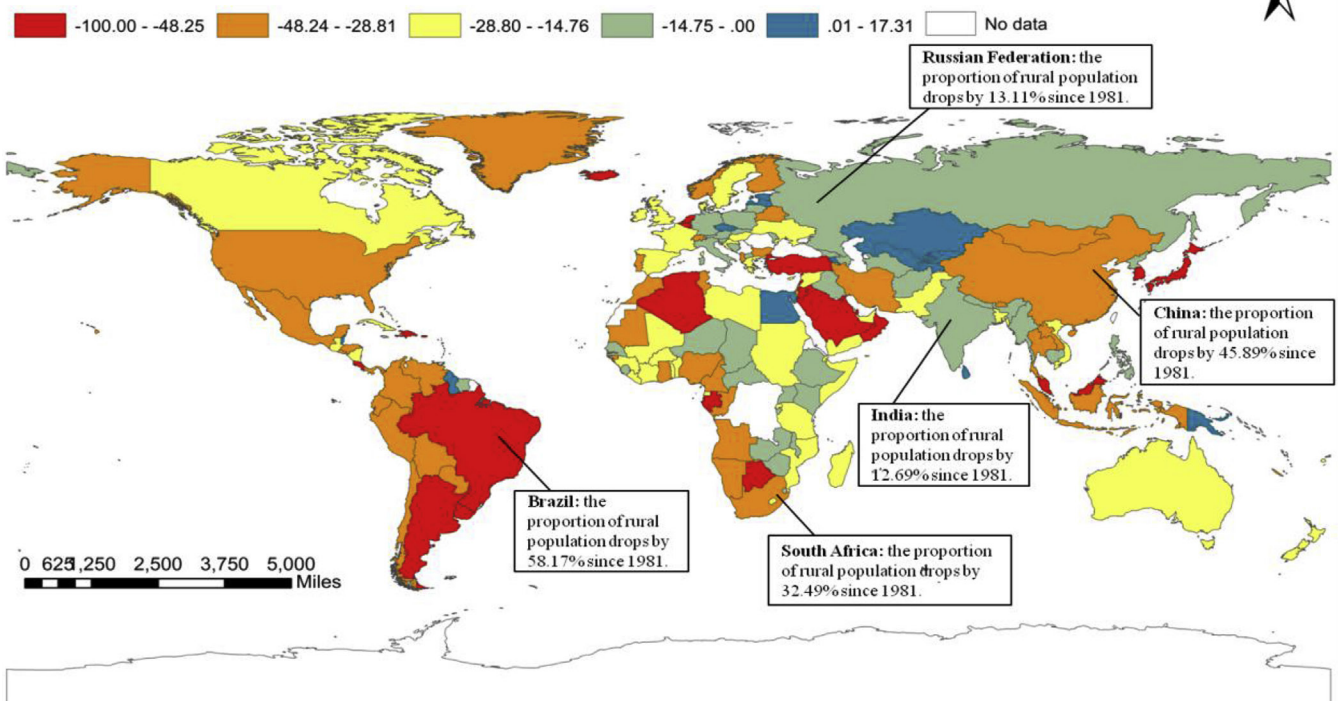 -100.00 - -48.25 -48.24 - -28.81 -28.80 - -14.76 -14.75 - .00 .01 - 17.31 No data
Russian Federation: the
proportion of rural population
drops by 13.11% since 1981.
China: the proportion
of rural population
drops by 45.89% since
1981.
India: the
proportion of rural
population drops by
12.69% since 1981.
Brazil: the
proportion of rural
population drops by
58.17% since 1981.
South Africa: the proportion
of rural population drops by
32.49% since 1981.
0 625 1,250 2,500 3,750 5,000
Miles